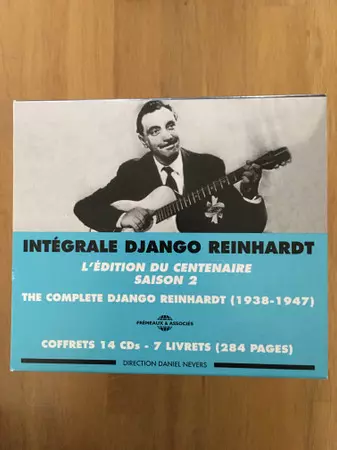 INTÉGRALE DJANGO REINHARDT
L'ÉDITION DU CENTENAIRE
SAISON 2
THE COMPLETE DJANGO REINHARDT (1938-1947)
FRÉMEAUX & ASSOCIÉS
COFFRETS 14 CDs - 7 LIVRETS (284 PAGES)
DIRECTION DANIEL NEVERS